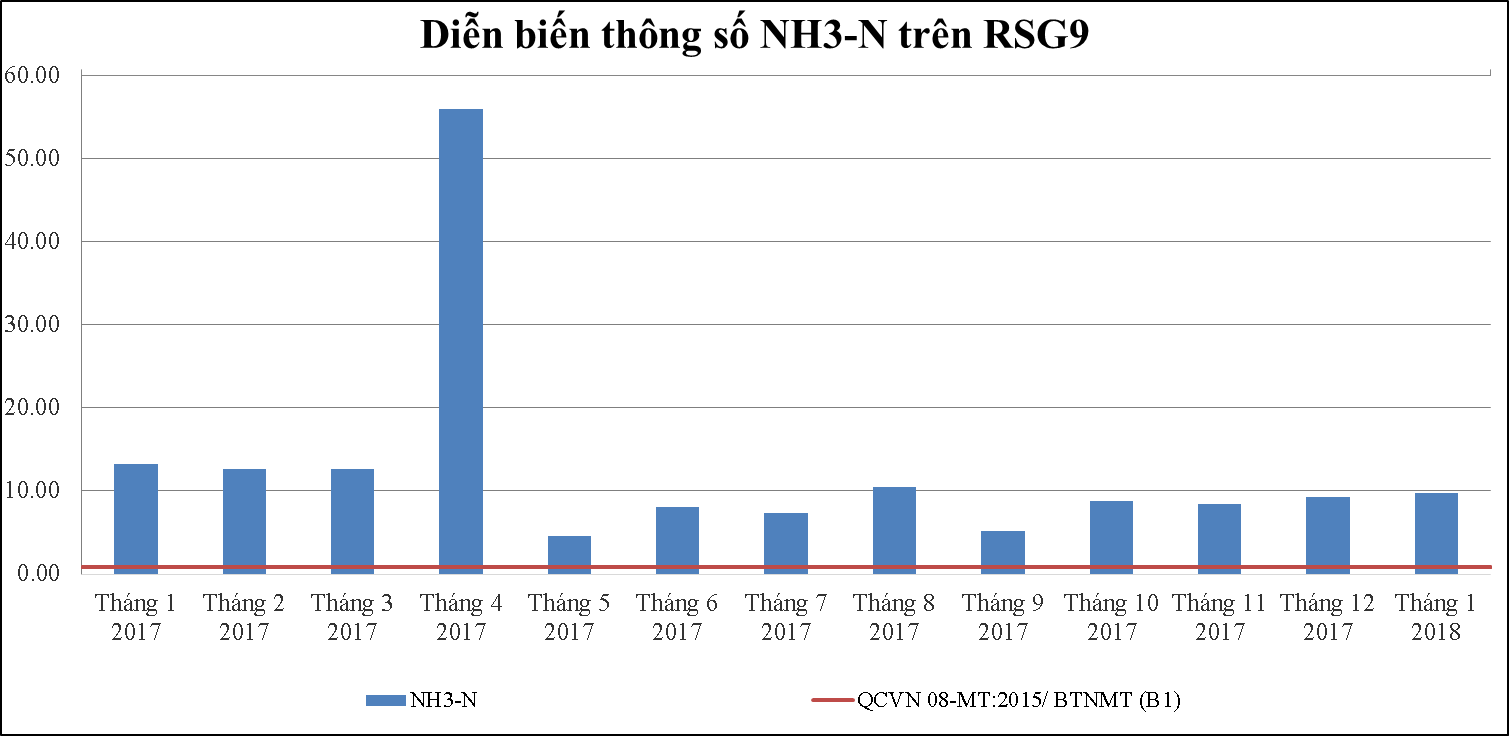 Diễn biến thông số NH3-N trên RSG9
60.00
50.00
40.00
30.00
20.00
10.00
0.00
Tháng 1 Tháng 2 Tháng 3 Tháng 4 Tháng 5 Tháng 6 Tháng 7 Tháng 8 Tháng 9 Tháng 10 Tháng 11 Tháng 12 Tháng 1
2017 2017 2017 2017 2017 2017 2017 2017 2017 2017 2017 2017 2018
NH3-N QCVN 08-MT:2015/ BTNMT (B1)